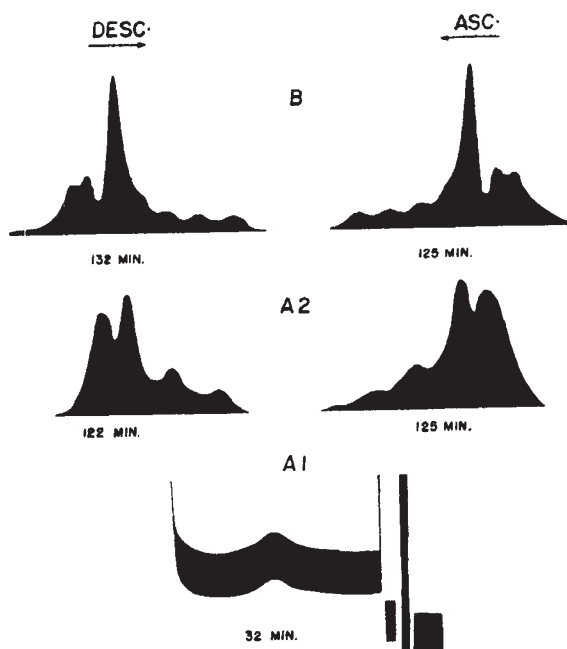 DESC.
ASC.
B
132 MIN.
125 MIN.
A2
122 MIN.
125 MIN.
A1
32 MIN.